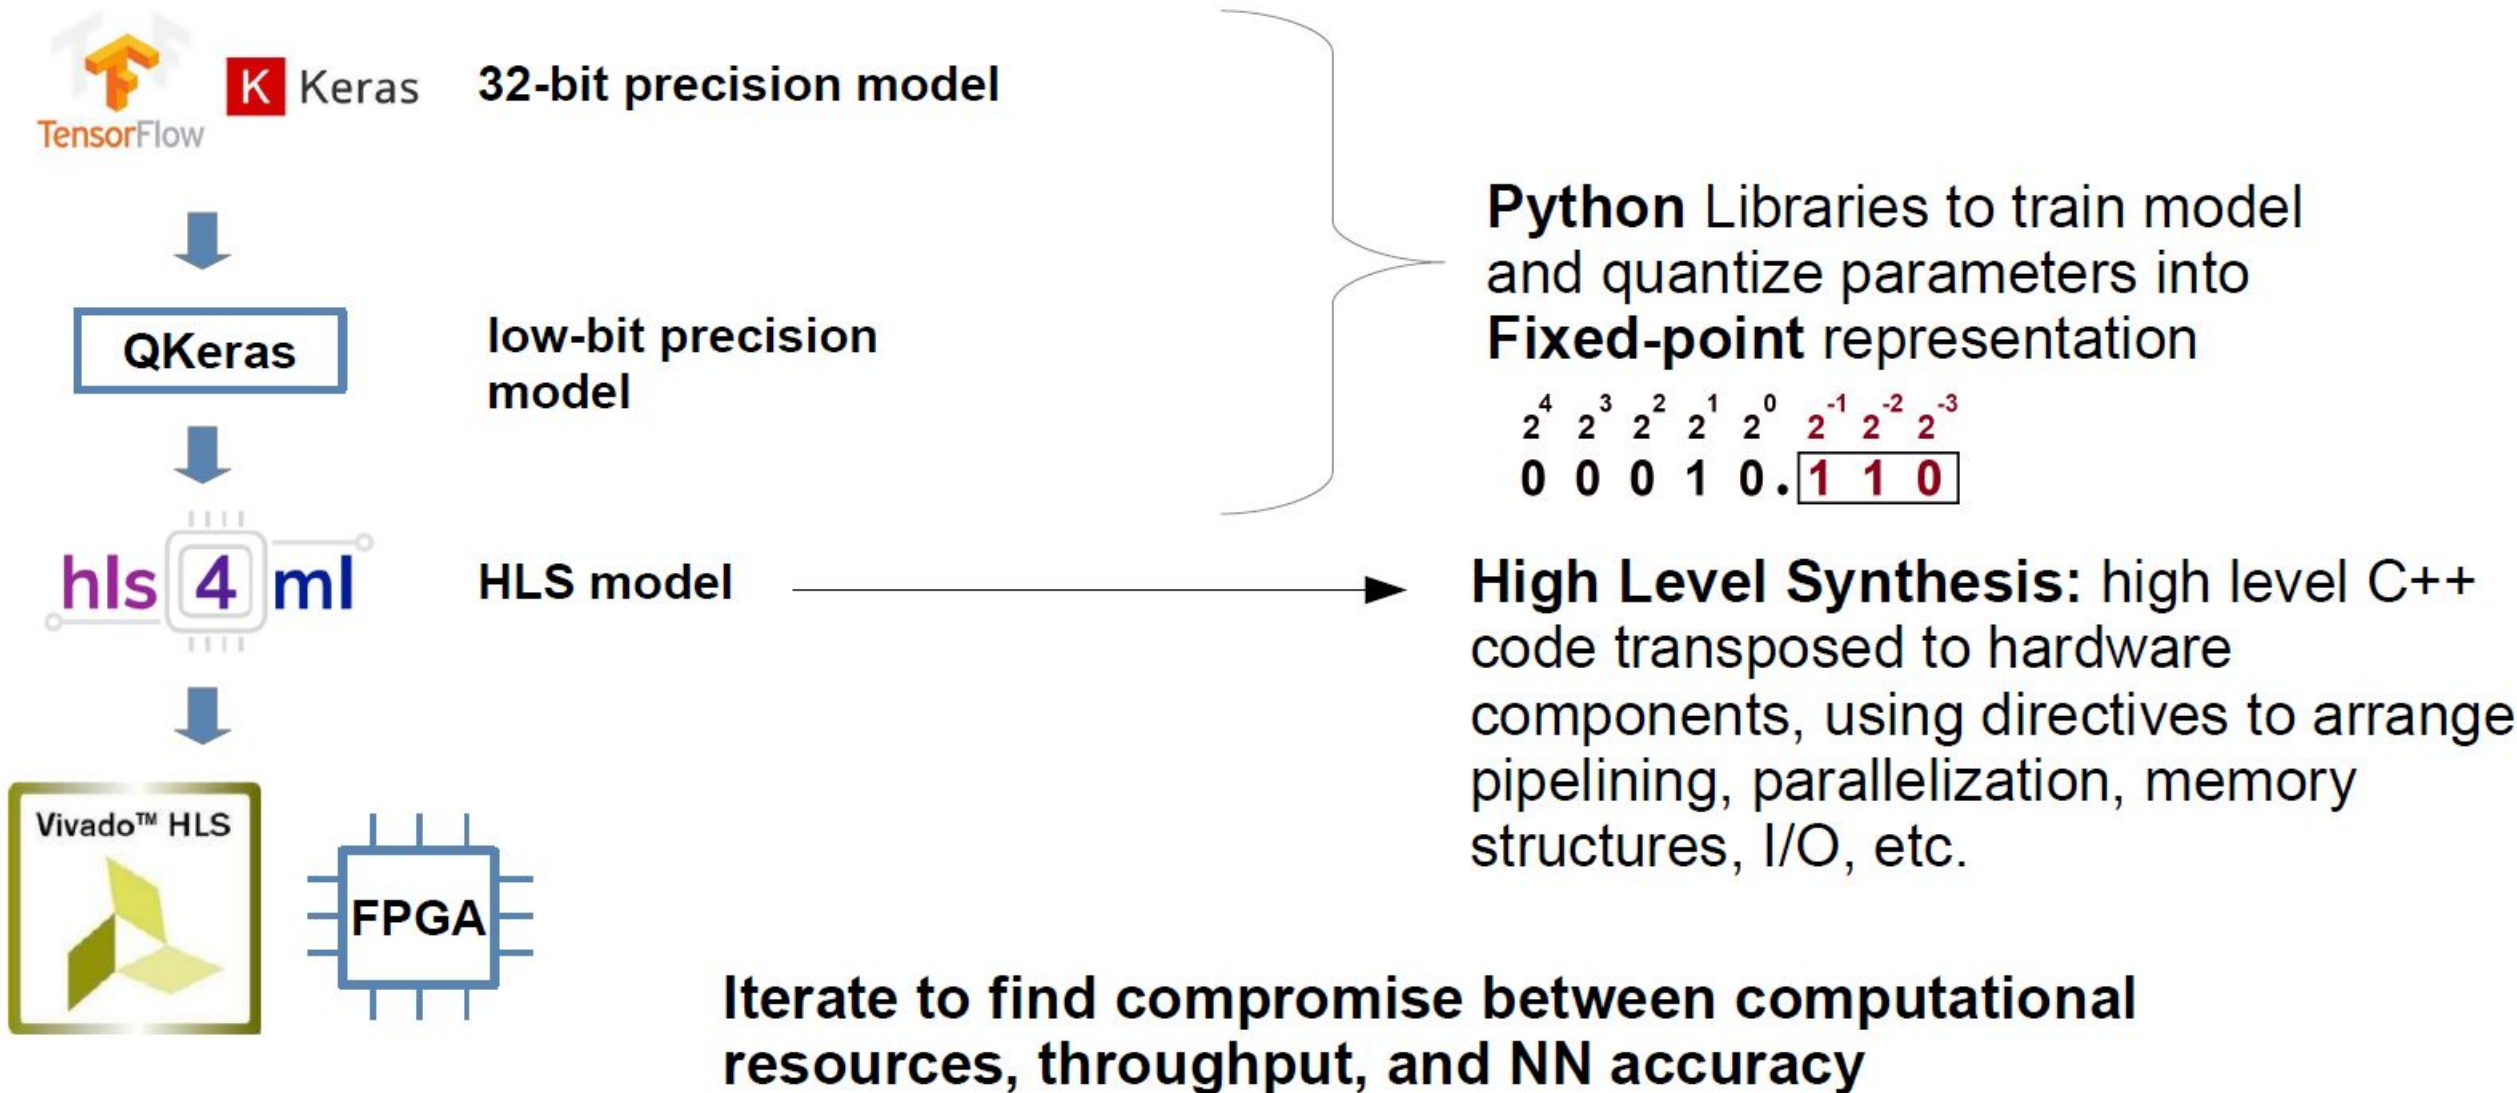 TensorFlow
K Keras
32-bit precision model
QKeras
low-bit precision
model
hls 4 ml
HLS model
Vivado™ HLS
FPGA
Python Libraries to train model
and quantize parameters into
Fixed-point representation
2^4 2^3 2^2 2^1 2^0 2^-1 2^-2 2^-3
0 0 0 1 0 . 1 1 0
High Level Synthesis: high level C++
code transposed to hardware
components, using directives to arrange
pipelining, parallelization, memory
structures, I/O, etc.
Iterate to find compromise between computational
resources, throughput, and NN accuracy